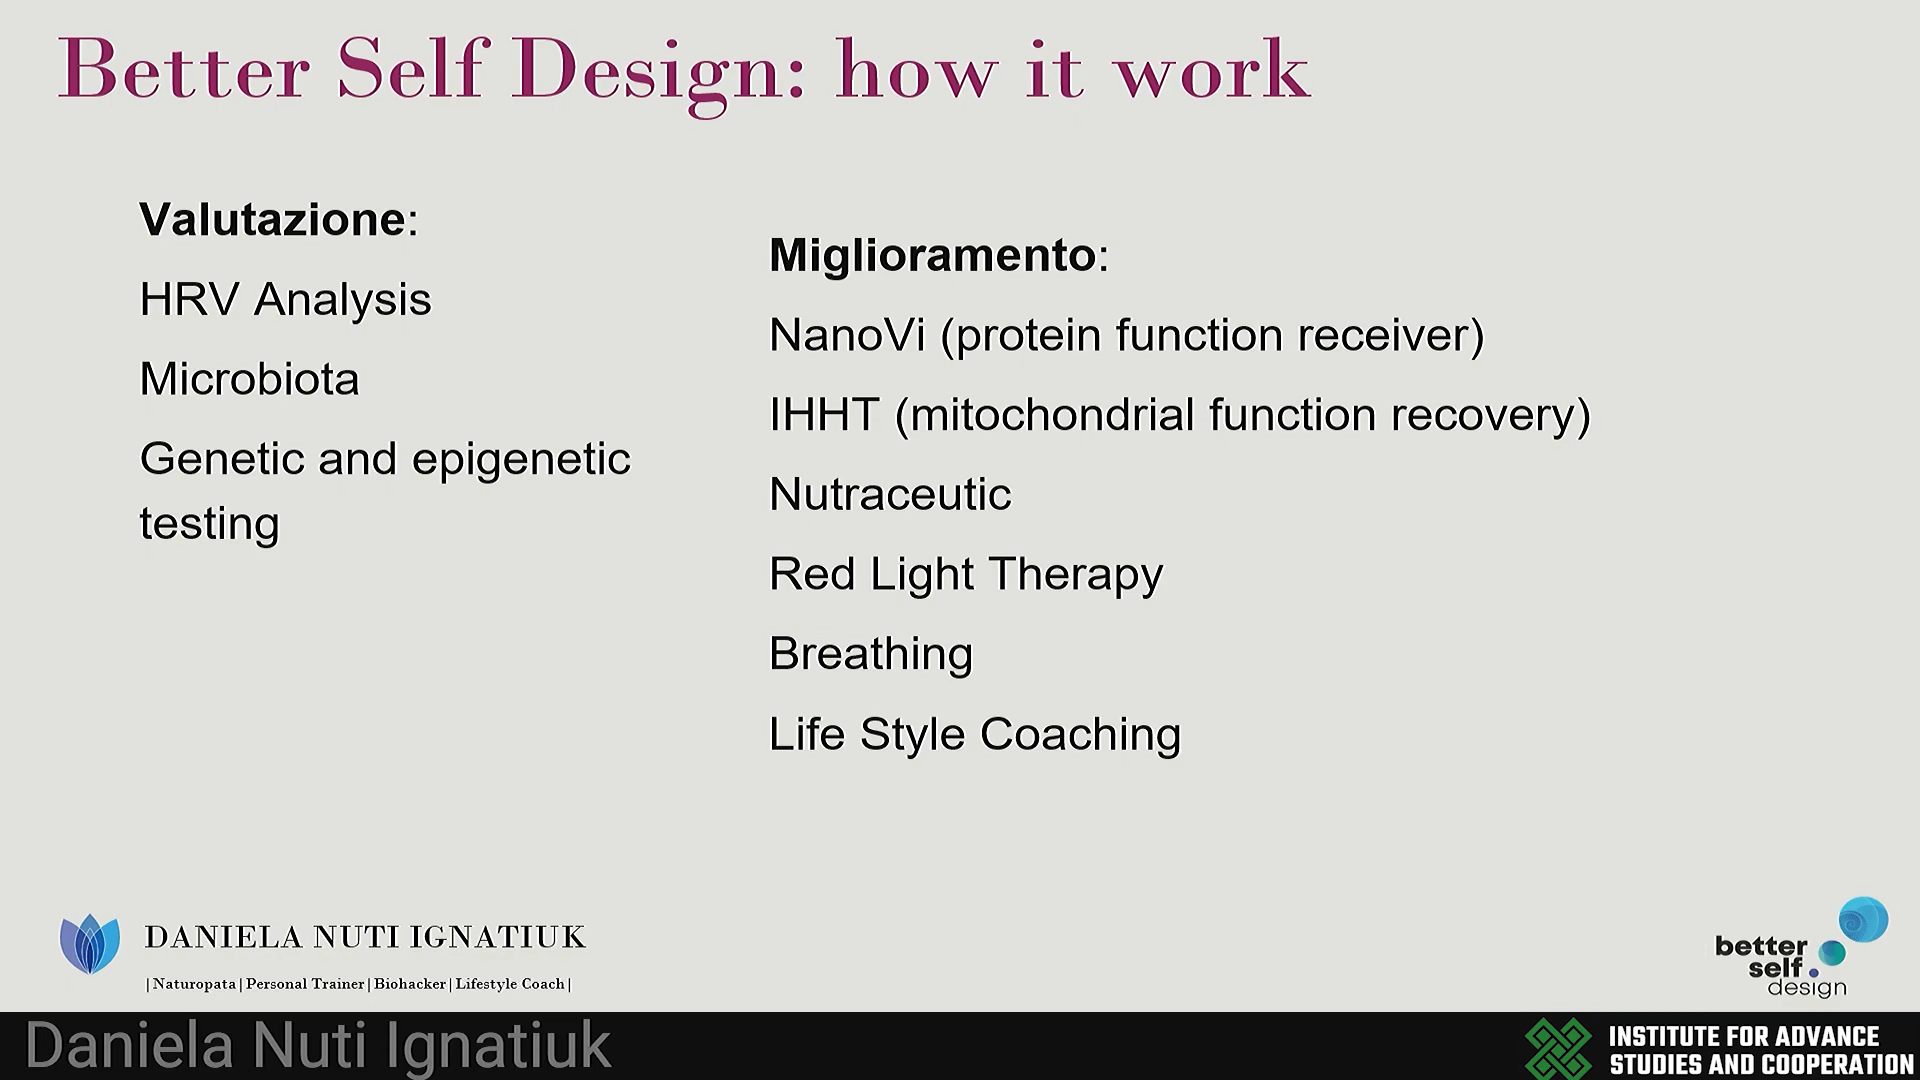 Better Self Design: how it work
Valutazione:
HRV Analysis
Microbiota
Genetic and epigenetic
testing
Miglioramento:
NanoVi (protein function receiver)
IHHT (mitochondrial function recovery)
Nutraceutic
Red Light Therapy
Breathing
Life Style Coaching
DANIELA NUTI IGNATIUK
|Naturopata|Personal Trainer|Biohacker|Lifestyle Coach|
better
self.
design
Daniela Nuti Ignatiuk
INSTITUTE FOR ADVANCE
STUDIES AND COOPERATION